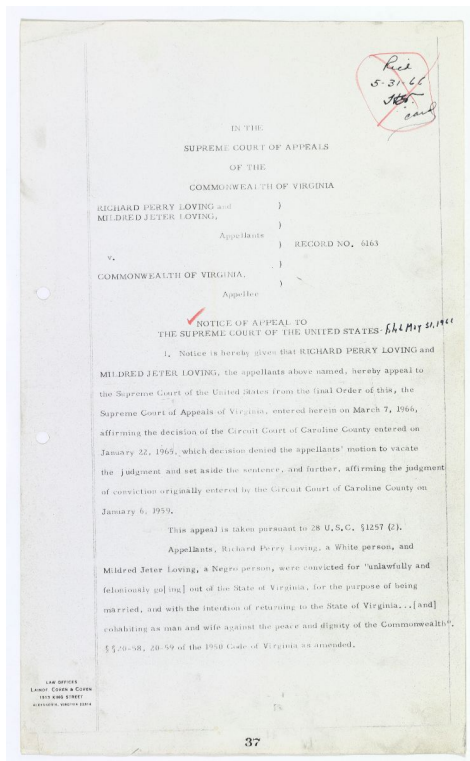 Rec'd
5-31-66
card
IN THE
SUPREME COURT OF APPEALS
OF THE
COMMONWEALTH OF VIRGINIA
RICHARD PERRY LOVING and )
MILDRED JETER LOVING,
)
Appellants
) RECORD NO. 6163
v.
)
COMMONWEALTH OF VIRGINIA,
)
Appellee
NOTICE OF APPEAL TO
THE SUPREME COURT OF THE UNITED STATES- filed May 31, 1966
1. Notice is hereby given that RICHARD PERRY LOVING and
MILDRED JETER LOVING, the appellants above named, hereby appeal to
the Supreme Court of the United States from the final Order of this, the
Supreme Court of Appeals of Virginia, entered herein on March 7, 1966,
affirming the decision of the Circuit Court of Caroline County entered on
January 22, 1965, which decision denied the appellants' motion to vacate
the judgment and set aside the sentence, and further, affirming the judgment
of conviction originally entered by the Circuit Court of Caroline County on
January 6, 1959.
This appeal is taken pursuant to 28 U.S.C. §1257 (2).
Appellants, Richard Perry Loving, a White person, and
Mildred Jeter Loving, a Negro person, were convicted for "unlawfully and
feloniously go[ing] out of the State of Virginia, for the purpose of being
married, and with the intention of returning to the State of Virginia...[and]
cohabiting as man and wife against the peace and dignity of the Commonwealth".
§§20-58, 20-59 of the 1950 Code of Virginia as amended.
LAW OFFICES
LAINOF, COHEN & COHEN
1513 KING STREET
ALEXANDRIA, VIRGINIA 22314
37